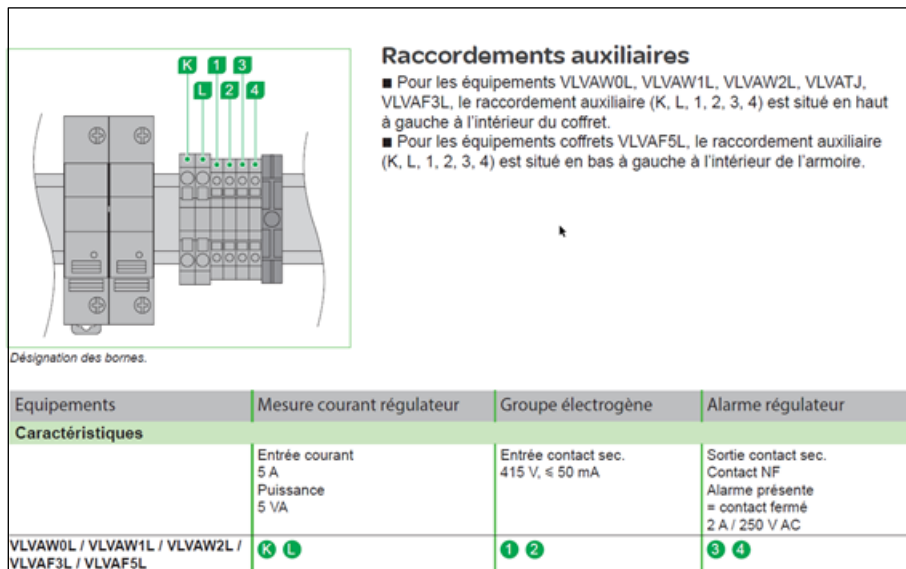 Raccordements auxiliaires
■ Pour les équipements VLVAW0L, VLVAW1L, VLVAW2L, VLVATJ,
VLVAF3L, le raccordement auxiliaire (K, L, 1, 2, 3, 4) est situé en haut
à gauche à l'intérieur du coffret.
■ Pour les équipements coffrets VLVAF5L, le raccordement auxiliaire
(K, L, 1, 2, 3, 4) est situé en bas à gauche à l'intérieur de l'armoire.
K 1 3
L 2 4
Désignation des bornes.
Equipements Mesure courant régulateur Groupe électrogène Alarme régulateur
Caractéristiques
Entrée courant Entrée contact sec. Sortie contact sec.
5 A 415 V, ≤ 50 mA Contact NF
Puissance Alarme présente
5 VA = contact fermé
2 A / 250 V AC
VLVAW0L / VLVAW1L / VLVAW2L / K L 1 2 3 4
VLVAF3L / VLVAF5L